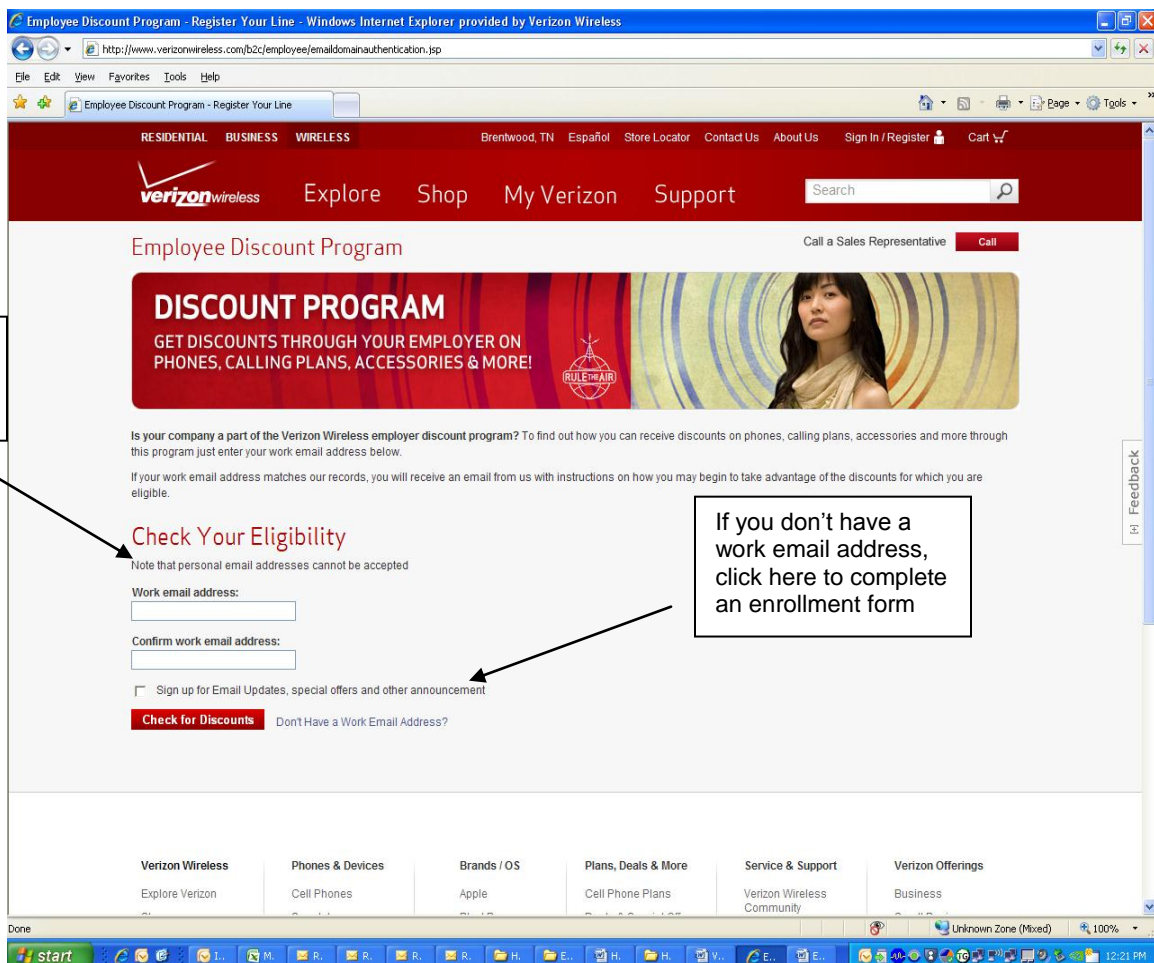 Employee Discount Program - Register Your Line - Windows Internet Explorer provided by Verizon Wireless
http://www.verizonwireless.com/b2c/employee/emaildomainauthentication.jsp
File Edit View Favorites Tools Help
Employee Discount Program - Register Your Line
Page Tools
RESIDENTIAL BUSINESS WIRELESS Brentwood, TN Español Store Locator Contact Us About Us Sign In / Register Cart
verizonwireless Explore Shop My Verizon Support Search
Employee Discount Program
Call a Sales Representative Call
DISCOUNT PROGRAM
GET DISCOUNTS THROUGH YOUR EMPLOYER ON
PHONES, CALLING PLANS, ACCESSORIES & MORE!
RULE THE AIR
Is your company a part of the Verizon Wireless employer discount program? To find out how you can receive discounts on phones, calling plans, accessories and more through
this program just enter your work email address below.
If your work email address matches our records, you will receive an email from us with instructions on how you may begin to take advantage of the discounts for which you are
eligible.
[+] Feedback
Check Your Eligibility
Note that personal email addresses cannot be accepted
If you don't have a
work email address,
click here to complete
an enrollment form
Work email address:
Confirm work email address:
Sign up for Email Updates, special offers and other announcement
Check for Discounts Don't Have a Work Email Address?
Verizon Wireless Phones & Devices Brands / OS Plans, Deals & More Service & Support Verizon Offerings
Explore Verizon Cell Phones Apple Cell Phone Plans Verizon Wireless Business
Community
Done Unknown Zone (Mixed) 100%
start I.. M. R. R. R. R. H. E.. H. H. V.. E.. E.. 12:21 PM